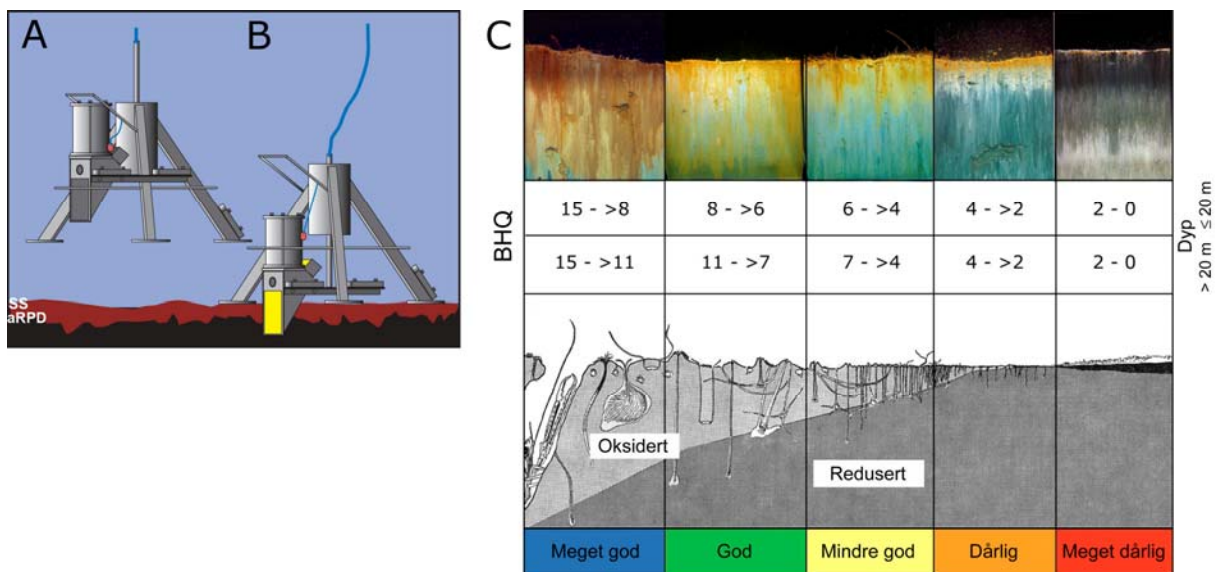 A
B
C
SS
aRPD
BHQ
15 - >8
8 - >6
6 - >4
4 - >2
2 - 0
15 - >11
11 - >7
7 - >4
4 - >2
2 - 0
Dyp
> 20 m ≤ 20 m
Oksidert
Redusert
Meget god
God
Mindre god
Dårlig
Meget dårlig